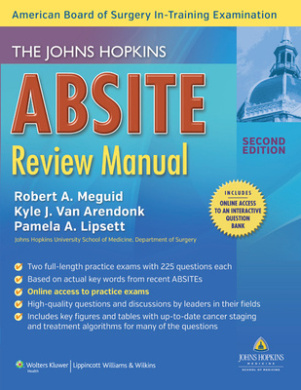 American Board of Surgery In-Training Examination
THE JOHNS HOPKINS
ABSITE
SECOND
EDITION
Review Manual
Robert A. Meguid
Kyle J. Van Arendonk
Pamela A. Lipsett
Johns Hopkins University School of Medicine, Department of Surgery
INCLUDES
ONLINE ACCESS
TO AN INTERACTIVE
QUESTION
BANK
Two full-length practice exams with 225 questions each
Based on actual key words from recent ABSITEs
Online access to practice exams
High-quality questions and discussions by leaders in their fields
Includes key figures and tables with up-to-date cancer staging
and treatment algorithms for many of the questions
Wolters Kluwer | Lippincott Williams & Wilkins
Health
JOHNS HOPKINS
MEDICINE
SCHOOL OF MEDICINE